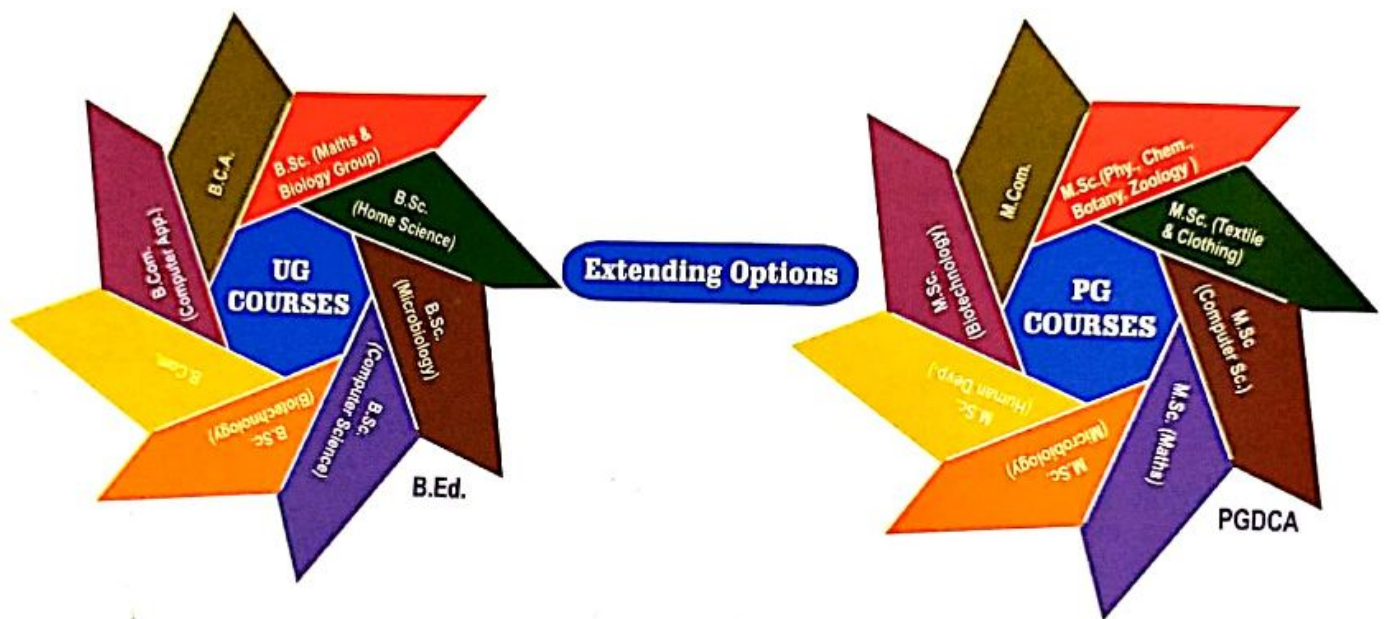 B.C.A.
B.Sc. (Maths &
Biology Group)
B.Sc.
(Home Science)
B.Sc.
(Microbiology)
B.Sc.
(Computer Science)
B.Sc.
(Biotechnology)
B.Com.
B.Com.
(Computer App.)
UG
COURSES
B.Ed.
Extending Options
M.Com.
M.Sc.(Phy., Chem.,
Botany, Zoology )
M.Sc. (Textile
& Clothing)
M.Sc
(Computer Sc.)
M.Sc. (Maths)
M.Sc.
(Microbiology)
M.Sc.
(Human Devp.)
M.Sc.
(Biotechnology)
PG
COURSES
PGDCA